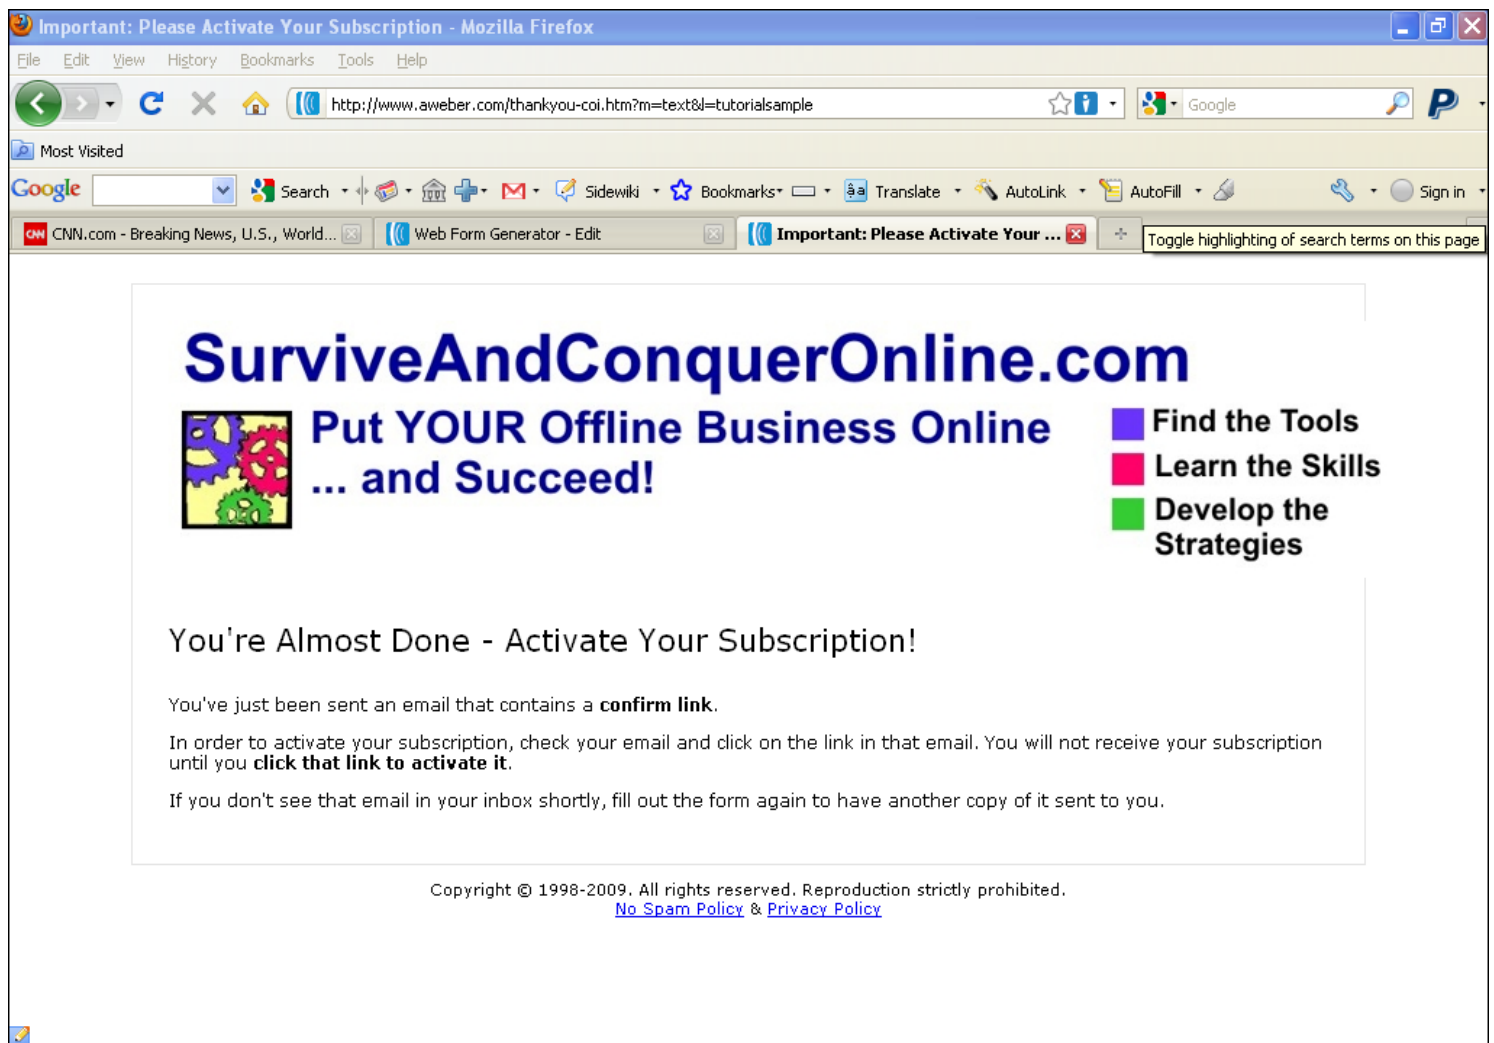 Important: Please Activate Your Subscription - Mozilla Firefox
File Edit View History Bookmarks Tools Help
http://www.aweber.com/thankyou-coi.htm?m=text&l=tutorialsample
Google
Most Visited
Google Search Sidewiki Bookmarks Translate AutoLink AutoFill Sign in
CNN.com - Breaking News, U.S., World... Web Form Generator - Edit Important: Please Activate Your ...
Toggle highlighting of search terms on this page
SurviveAndConquerOnline.com
Put YOUR Offline Business Online
... and Succeed!
Find the Tools
Learn the Skills
Develop the
Strategies
You're Almost Done - Activate Your Subscription!
You've just been sent an email that contains a confirm link.
In order to activate your subscription, check your email and click on the link in that email. You will not receive your subscription
until you click that link to activate it.
If you don't see that email in your inbox shortly, fill out the form again to have another copy of it sent to you.
Copyright © 1998-2009. All rights reserved. Reproduction strictly prohibited.
No Spam Policy & Privacy Policy